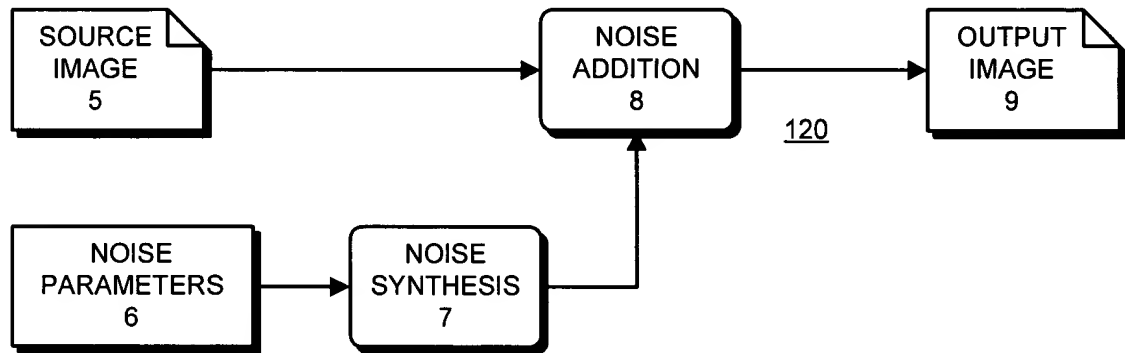 SOURCE
IMAGE
5
NOISE
ADDITION
8
OUTPUT
IMAGE
9
120
NOISE
PARAMETERS
6
NOISE
SYNTHESIS
7